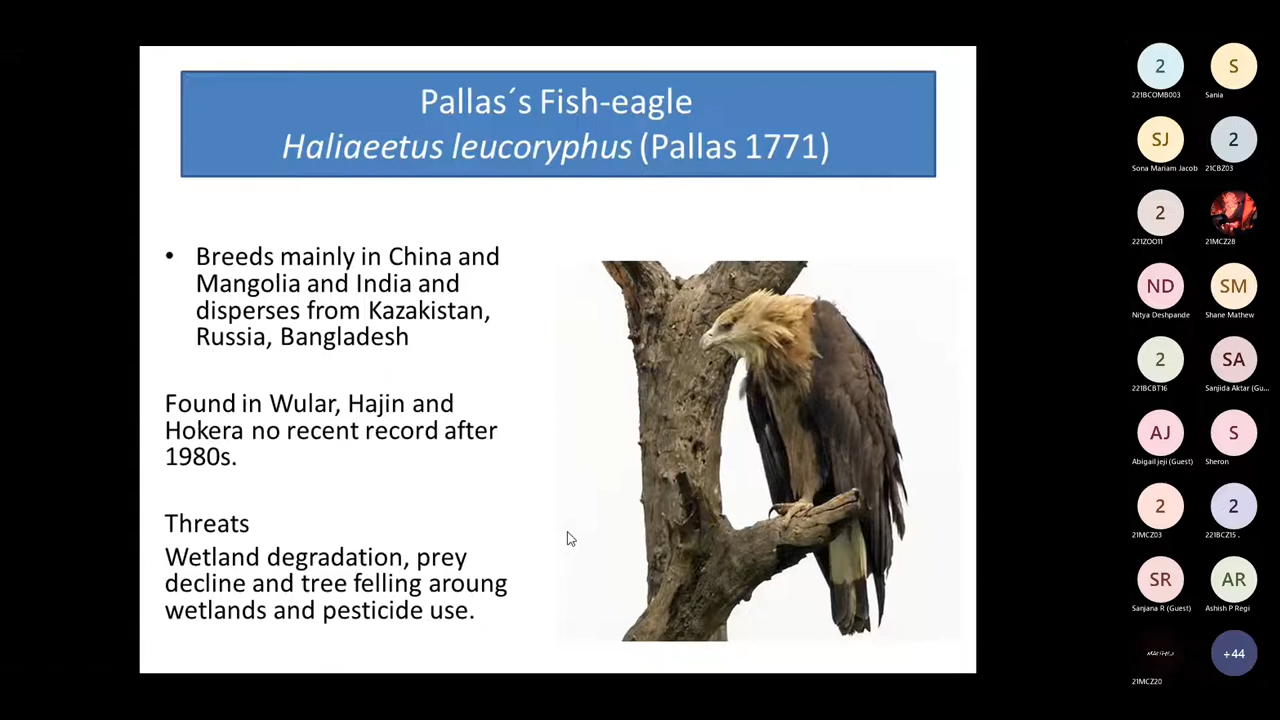 Pallas´s Fish-eagle
Haliaeetus leucoryphus (Pallas 1771)
• Breeds mainly in China and
Mangolia and India and
disperses from Kazakistan,
Russia, Bangladesh
Found in Wular, Hajin and
Hokera no recent record after
1980s.
Threats
Wetland degradation, prey
decline and tree felling aroung
wetlands and pesticide use.
2 S
221BCOMB003 Sania
SJ 2
Sona Mariam Jacob 21CBZ03
2
221ZOO11 21MCZ28
ND SM
Nitya Deshpande Shane Mathew
2 SA
221BCBT16 Sanjida Aktar (Gu...
AJ S
Abigail jeji (Guest) Sheron
2 2
21MCZ03 221BCZ15 .
SR AR
Sanjana R (Guest) Ashish P Regi
+44
21MCZ20